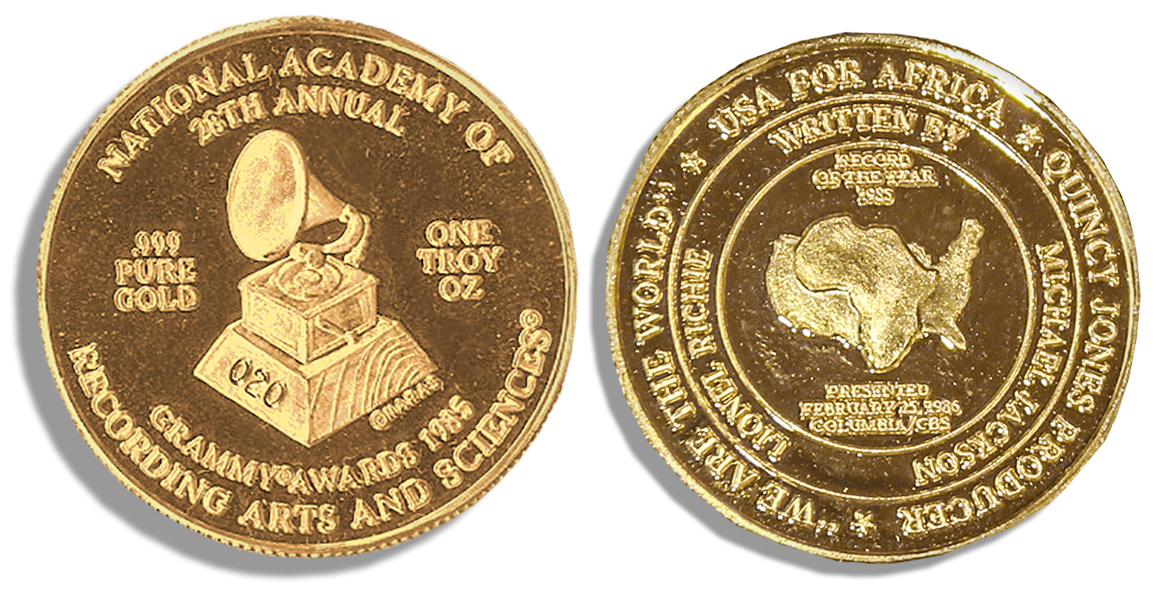 NATIONAL ACADEMY OF
28TH ANNUAL
.999
PURE
GOLD
ONE
TROY
OZ
020
©NARAS
GRAMMY® AWARDS 1985
RECORDING ARTS AND SCIENCES©
★ USA FOR AFRICA ★
QUINCY JONES PRODUCER ★
"WE ARE THE WORLD"
WRITTEN BY
MICHAEL JACKSON
LIONEL RICHIE
RECORD
OF THE YEAR
1985
PRESENTED
FEBRUARY 25, 1986
COLUMBIA/CBS